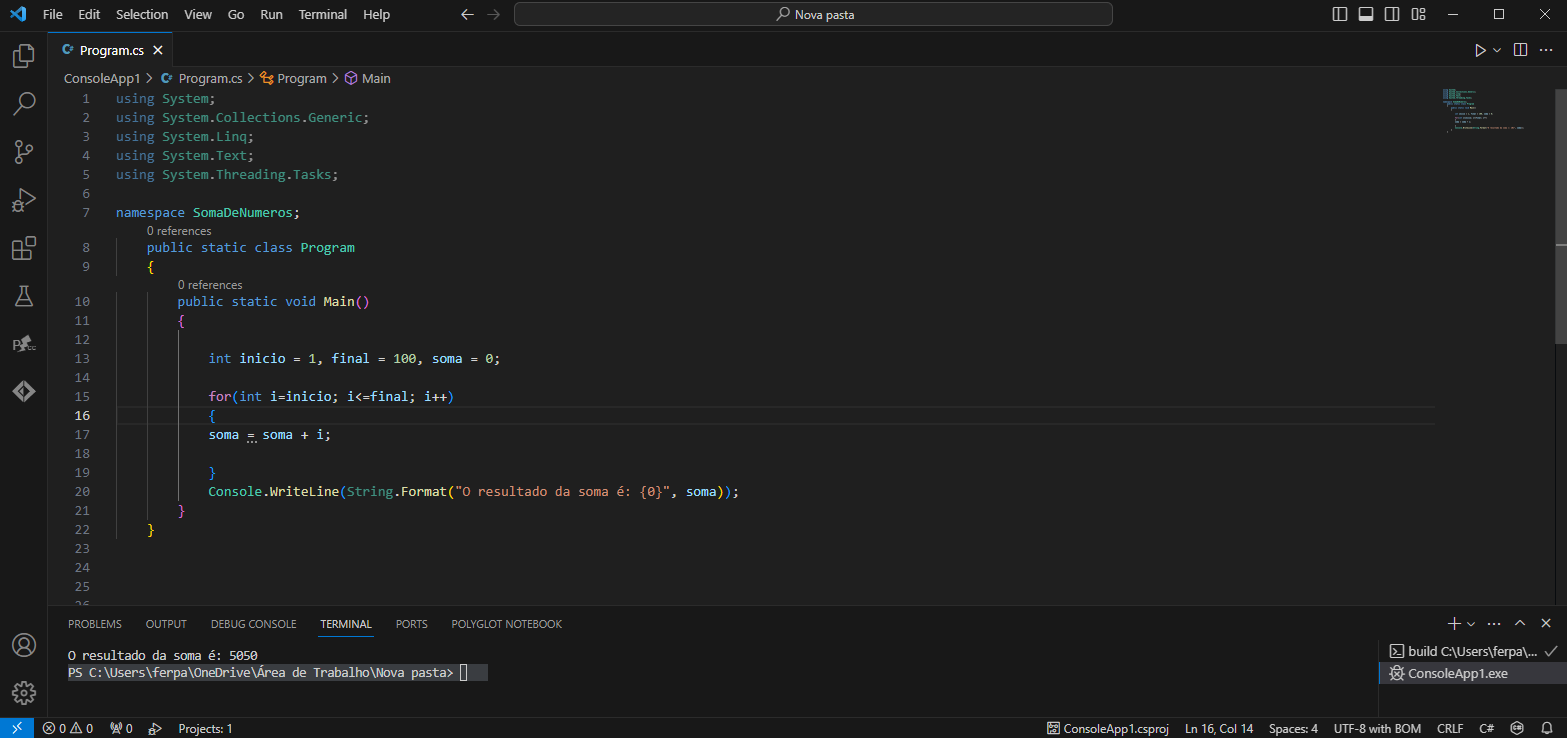 File Edit Selection View Go Run Terminal Help Nova pasta
Program.cs
ConsoleApp1 > Program.cs > Program > Main
1 using System;
2 using System.Collections.Generic;
3 using System.Linq;
4 using System.Text;
5 using System.Threading.Tasks;
6
7 namespace SomaDeNumeros;
0 references
8 public static class Program
9 {
0 references
10 public static void Main()
11 {
12
13 int inicio = 1, final = 100, soma = 0;
14
15 for(int i=inicio; i<=final; i++)
16 {
17 soma = soma + i;
18
19 }
20 Console.WriteLine(String.Format("O resultado da soma é: {0}", soma));
21 }
22 }
23
24
25
26
PROBLEMS OUTPUT DEBUG CONSOLE TERMINAL PORTS POLYGLOT NOTEBOOK
O resultado da soma é: 5050
PS C:\Users\ferpa\OneDrive\Área de Trabalho\Nova pasta>
build C:\Users\ferpa\...
ConsoleApp1.exe
0 0 0 Projects: 1 ConsoleApp1.csproj Ln 16, Col 14 Spaces: 4 UTF-8 with BOM CRLF C#